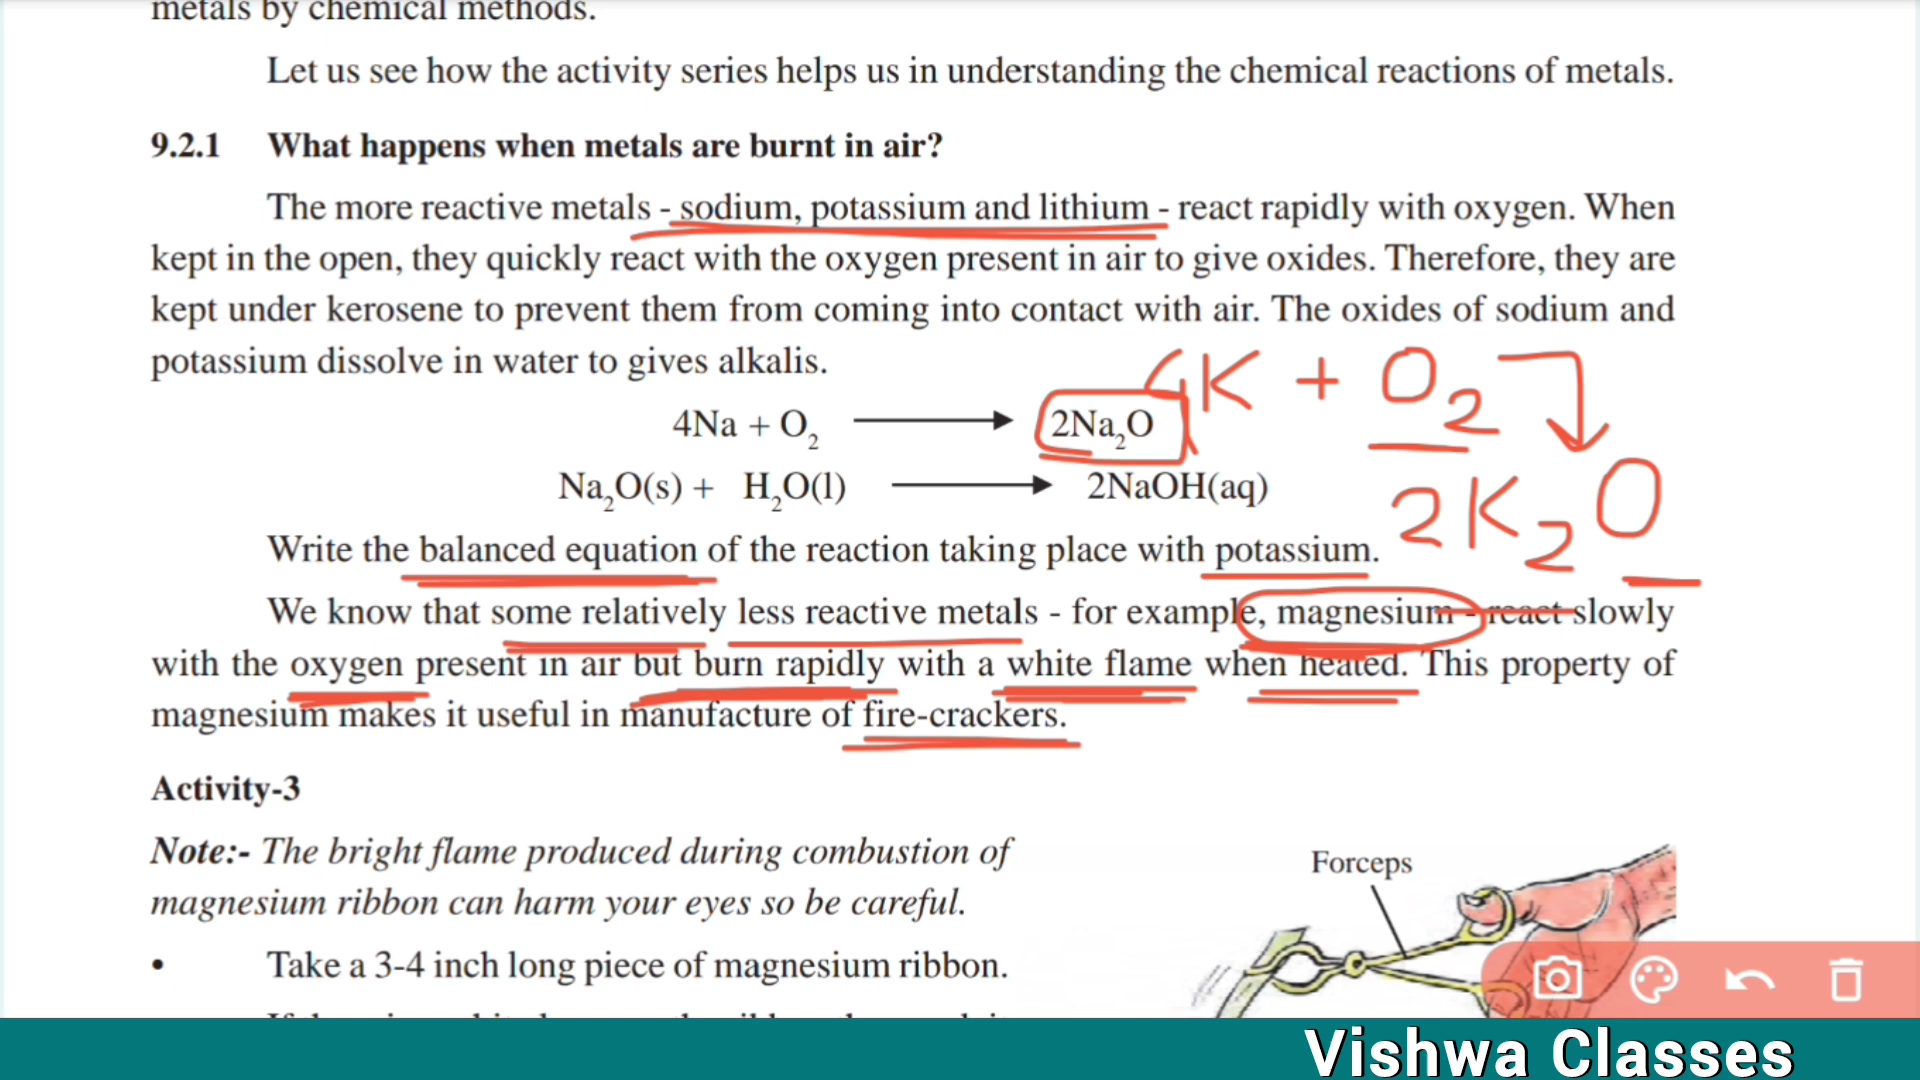 metals by chemical methods.
Let us see how the activity series helps us in understanding the chemical reactions of metals.
9.2.1 What happens when metals are burnt in air?
The more reactive metals - sodium, potassium and lithium - react rapidly with oxygen. When
kept in the open, they quickly react with the oxygen present in air to give oxides. Therefore, they are
kept under kerosene to prevent them from coming into contact with air. The oxides of sodium and
potassium dissolve in water to gives alkalis.
4K + O₂
4Na + O₂ ⟶ 2Na₂O
Na₂O(s) + H₂O(l) ⟶ 2NaOH(aq)
2K₂O
Write the balanced equation of the reaction taking place with potassium.
We know that some relatively less reactive metals - for example, magnesium - react slowly
with the oxygen present in air but burn rapidly with a white flame when heated. This property of
magnesium makes it useful in manufacture of fire-crackers.
Activity-3
Note:- The bright flame produced during combustion of
magnesium ribbon can harm your eyes so be careful.
Forceps
• Take a 3-4 inch long piece of magnesium ribbon.
Vishwa Classes